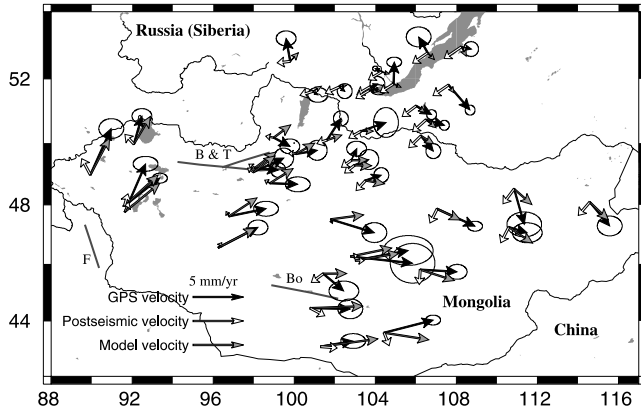 Russia (Siberia)
52
B & T
48
F
5 mm/yr
Bo
GPS velocity
Mongolia
Postseismic velocity
China
44
Model velocity
88 92 96 100 104 108 112 116